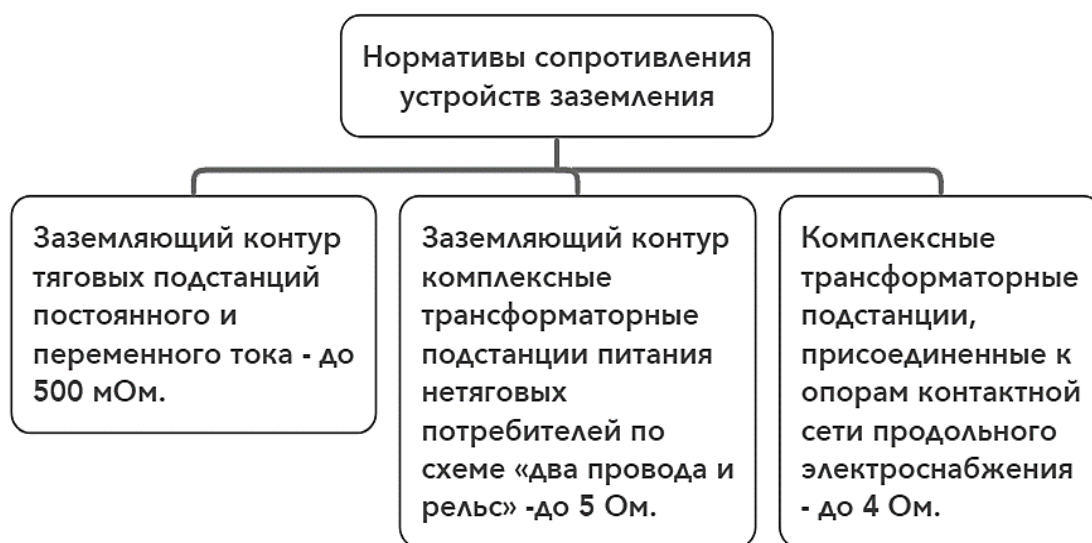 Нормативы сопротивления
устройств заземления
Заземляющий контур
тяговых подстанций
постоянного и
переменного тока - до
500 мОм.
Заземляющий контур
комплексные
трансформаторные
подстанции питания
нетяговых
потребителей по
схеме «два провода и
рельс» -до 5 Ом.
Комплексные
трансформаторные
подстанции,
присоединенные к
опорам контактной
сети продольного
электроснабжения
- до 4 Ом.